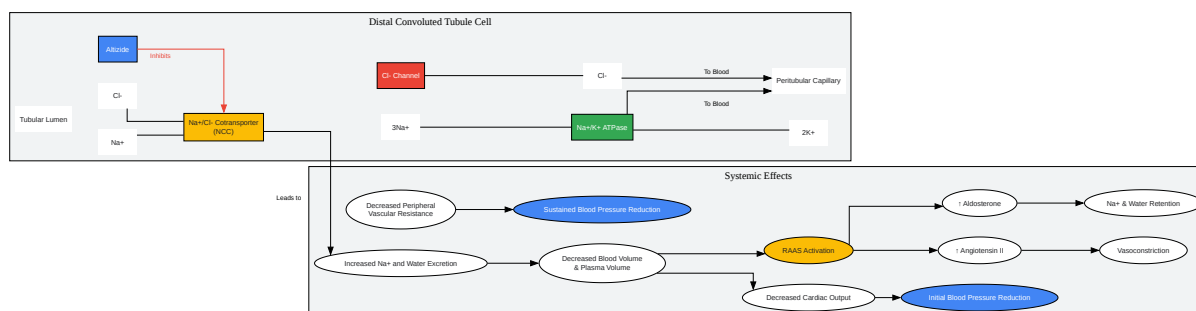 Distal Convoluted Tubule Cell
Altizide
Inhibits
Cl-
Tubular Lumen
Na+
Na+/Cl- Cotransporter
(NCC)
Cl- Channel
Cl-
To Blood
Peritubular Capillary
To Blood
3Na+
Na+/K+ ATPase
2K+
Leads to
Systemic Effects
Decreased Peripheral
Vascular Resistance
Sustained Blood Pressure Reduction
↑ Aldosterone
Na+ & Water Retention
Increased Na+ and Water Excretion
Decreased Blood Volume
& Plasma Volume
RAAS Activation
↑ Angiotensin II
Vasoconstriction
Decreased Cardiac Output
Initial Blood Pressure Reduction